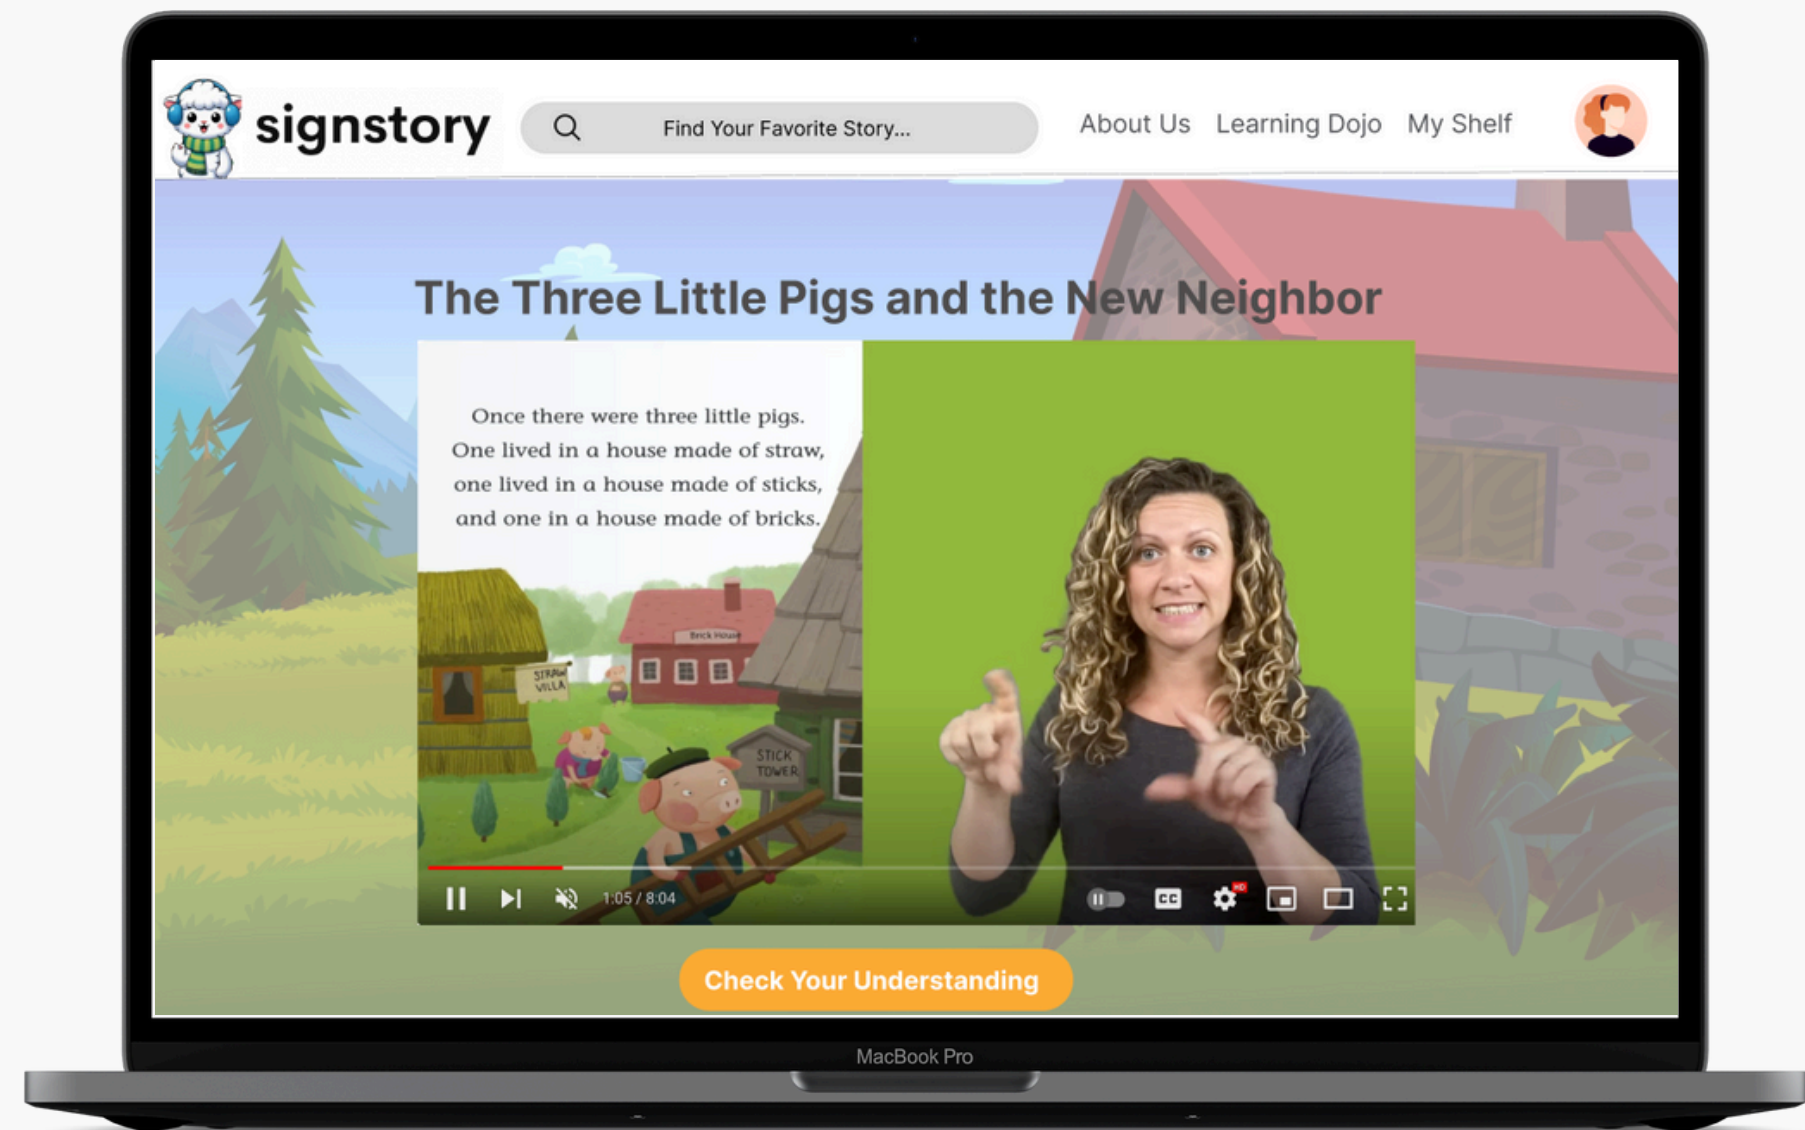 signstory
Find Your Favorite Story...
About Us Learning Dojo My Shelf
The Three Little Pigs and the New Neighbor
Once there were three little pigs.
One lived in a house made of straw,
one lived in a house made of sticks,
and one in a house made of bricks.
Brick House
STRAW
VILLA
STICK
TOWER
1:05 / 8:04
CC
HD
Check Your Understanding
MacBook Pro